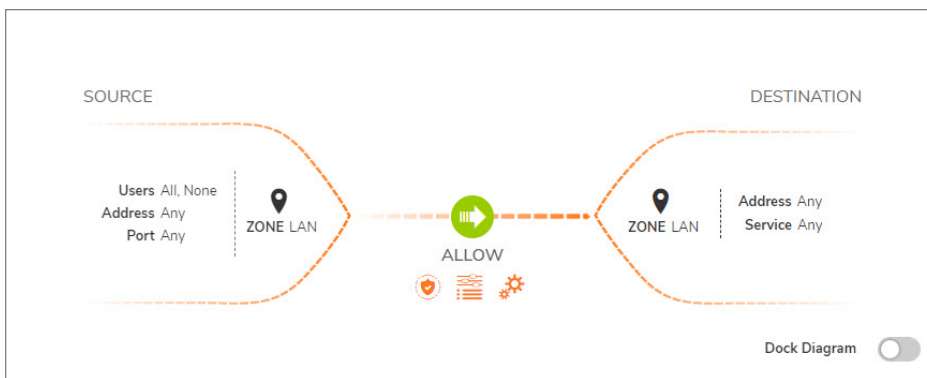 SOURCE
DESTINATION
Users All, None
Address Any
Port Any
ZONE LAN
ALLOW
ZONE LAN
Address Any
Service Any
Dock Diagram